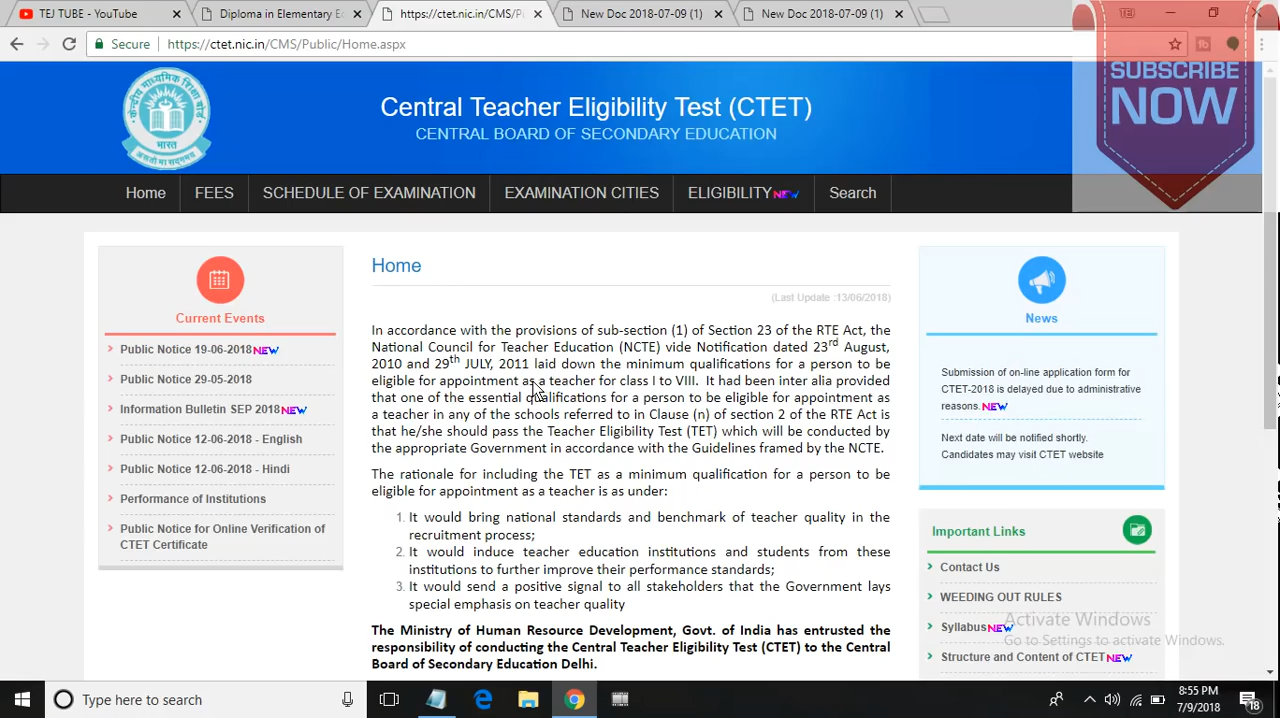 TEJ TUBE - YouTube
Diploma in Elementary E
https://ctet.nic.in/CMS/P
New Doc 2018-07-09 (1)
New Doc 2018-07-09 (1)
TEJ
Secure
https://ctet.nic.in/CMS/Public/Home.aspx
SUBSCRIBE
NOW
केन्द्रीय माध्यमिक शिक्षा बोर्ड
भारत
असतो मा सद्गमय
Central Teacher Eligibility Test (CTET)
CENTRAL BOARD OF SECONDARY EDUCATION
Home
FEES
SCHEDULE OF EXAMINATION
EXAMINATION CITIES
ELIGIBILITY NEW
Search
Current Events
Public Notice 19-06-2018 NEW
Public Notice 29-05-2018
Information Bulletin SEP 2018 NEW
Public Notice 12-06-2018 - English
Public Notice 12-06-2018 - Hindi
Performance of Institutions
Public Notice for Online Verification of
CTET Certificate
Home
(Last Update :13/06/2018)
In accordance with the provisions of sub-section (1) of Section 23 of the RTE Act, the
National Council for Teacher Education (NCTE) vide Notification dated 23rd August,
2010 and 29th JULY, 2011 laid down the minimum qualifications for a person to be
eligible for appointment as a teacher for class I to VIII. It had been inter alia provided
that one of the essential qualifications for a person to be eligible for appointment as
a teacher in any of the schools referred to in Clause (n) of section 2 of the RTE Act is
that he/she should pass the Teacher Eligibility Test (TET) which will be conducted by
the appropriate Government in accordance with the Guidelines framed by the NCTE.
The rationale for including the TET as a minimum qualification for a person to be
eligible for appointment as a teacher is as under:
1. It would bring national standards and benchmark of teacher quality in the
recruitment process;
2. It would induce teacher education institutions and students from these
institutions to further improve their performance standards;
3. It would send a positive signal to all stakeholders that the Government lays
special emphasis on teacher quality
The Ministry of Human Resource Development, Govt. of India has entrusted the
responsibility of conducting the Central Teacher Eligibility Test (CTET) to the Central
Board of Secondary Education Delhi.
News
Submission of on-line application form for
CTET-2018 is delayed due to administrative
reasons. NEW
Next date will be notified shortly.
Candidates may visit CTET website
Important Links
Contact Us
WEEDING OUT RULES
Syllabus NEW
Structure and Content of CTET NEW
Activate Windows
Go to Settings to activate Windows.
Type here to search
8:55 PM
7/9/2018
18